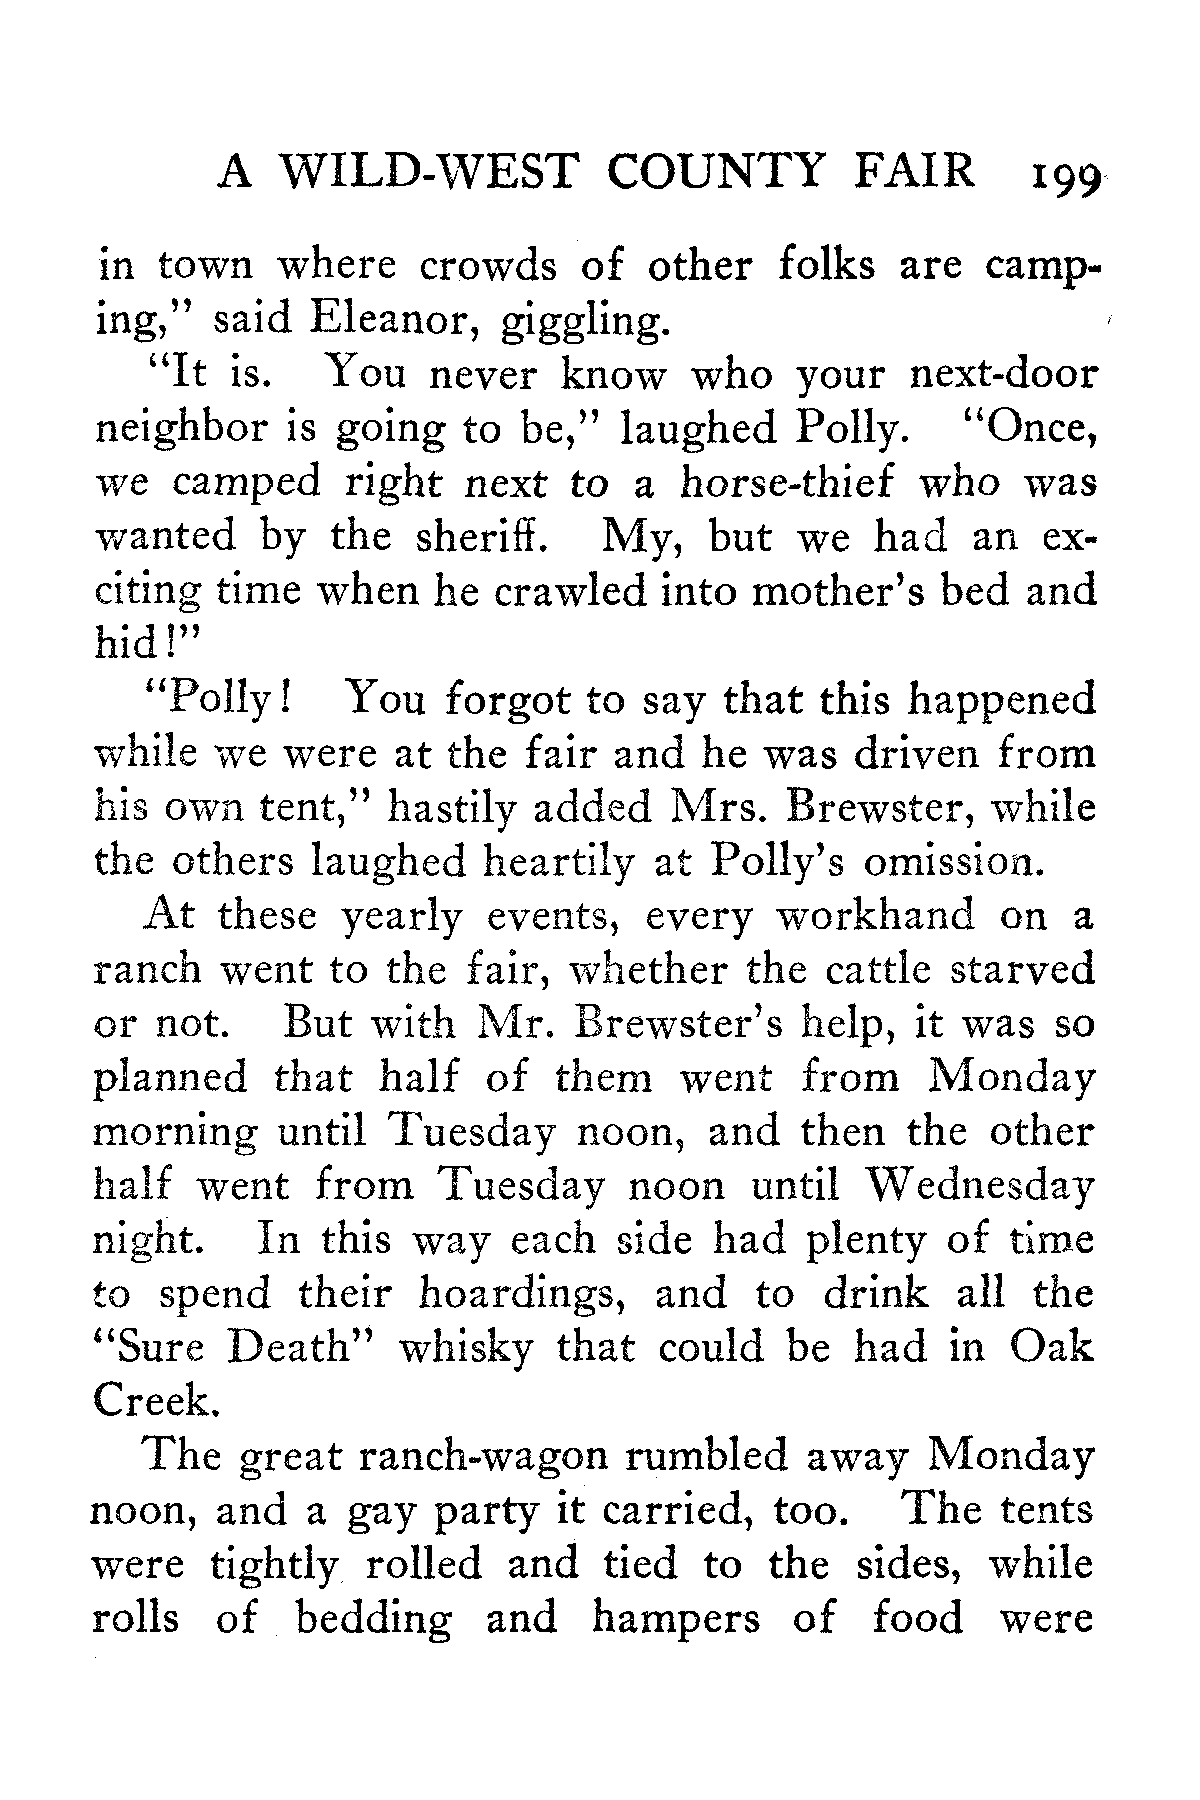 A WILD-WEST COUNTY FAIR 199
in town where crowds of other folks are camp-
ing,” said Eleanor, giggling.
“It is. You never know who your next-door
neighbor is going to be,” laughed Polly. “Once,
we camped right next to a horse-thief who was
wanted by the sheriff. My, but we had an ex-
citing time when he crawled into mother’s bed and
hid!”
“Polly! You forgot to say that this happened
while we were at the fair and he was driven from
his own tent,” hastily added Mrs. Brewster, while
the others laughed heartily at Polly’s omission.
At these yearly events, every workhand on a
ranch went to the fair, whether the cattle starved
or not. But with Mr. Brewster’s help, it was so
planned that half of them went from Monday
morning until Tuesday noon, and then the other
half went from Tuesday noon until Wednesday
night. In this way each side had plenty of time
to spend their hoardings, and to drink all the
“Sure Death” whisky that could be had in Oak
Creek.
The great ranch-wagon rumbled away Monday
noon, and a gay party it carried, too. The tents
were tightly rolled and tied to the sides, while
rolls of bedding and hampers of food were